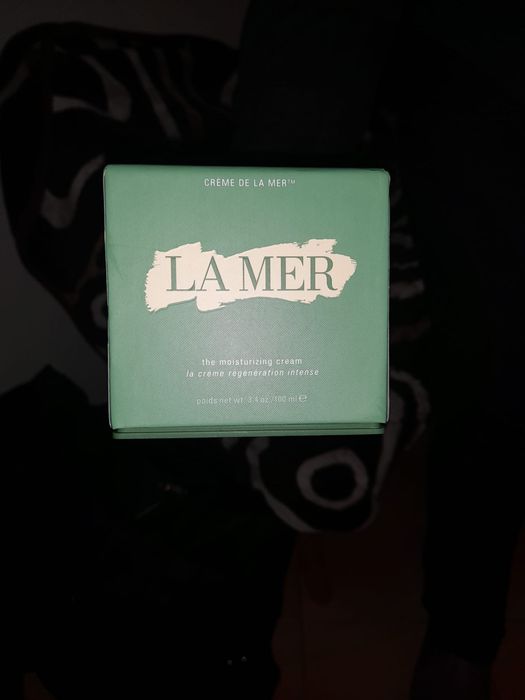 CRÈME DE LA MER™
LA MER
the moisturizing cream
la crème régénération intense
poids net wt. 3.4 oz /100 ml ℮